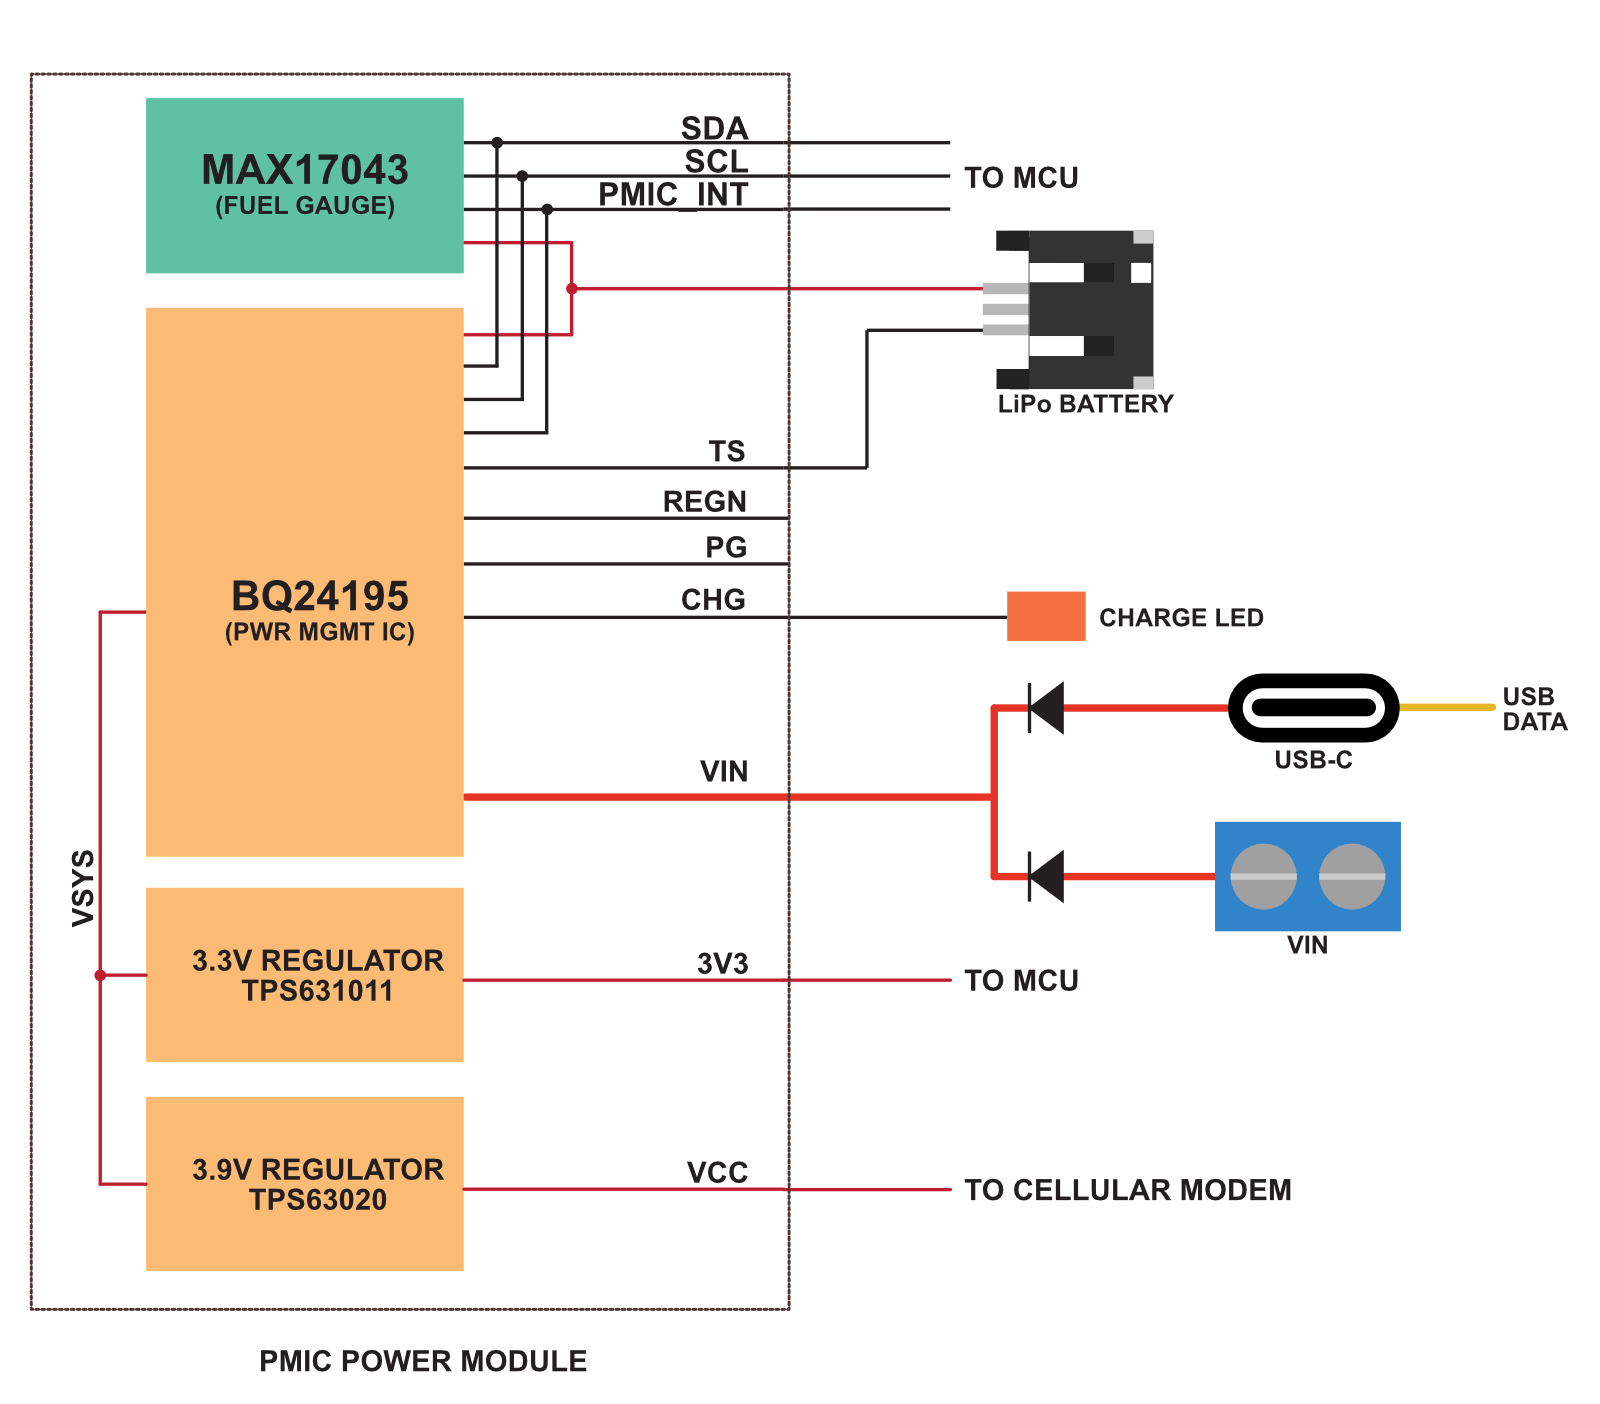 MAX17043
(FUEL GAUGE)
SDA
SCL
PMIC_INT
TO MCU
LiPo BATTERY
TS
REGN
PG
BQ24195
(PWR MGMT IC)
CHG
CHARGE LED
USB
DATA
USB-C
VIN
VIN
VSYS
3.3V REGULATOR
TPS631011
3V3
TO MCU
3.9V REGULATOR
TPS63020
VCC
TO CELLULAR MODEM
PMIC POWER MODULE